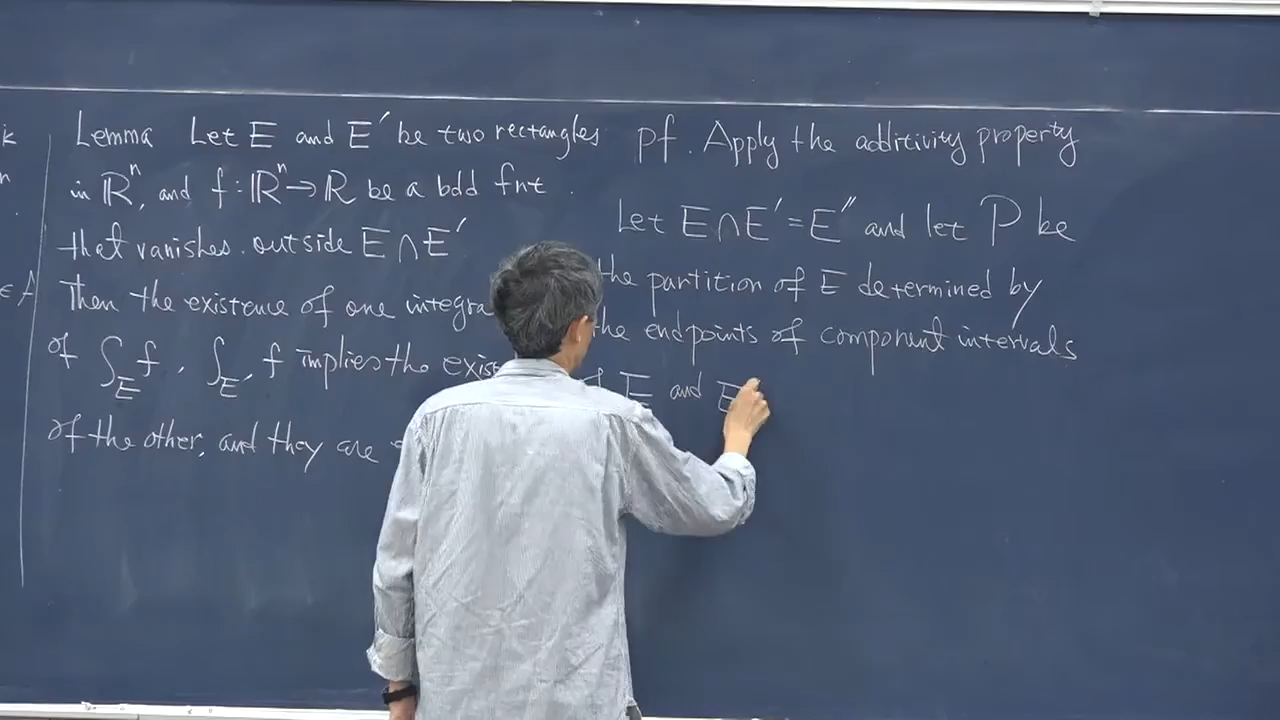 Lemma Let E and E′ be two rectangles
in ℝⁿ, and f : ℝⁿ → ℝ be a bdd fnt .
that vanishes outside E ∩ E′
Then the existence of one integra
of ∫_E f , ∫_E′ f implies the exis
of the other, and they are
pf. Apply the additivity property
Let E ∩ E′ = E″ and let P be
the partition of E determined by
the endpoints of component intervals
E and E